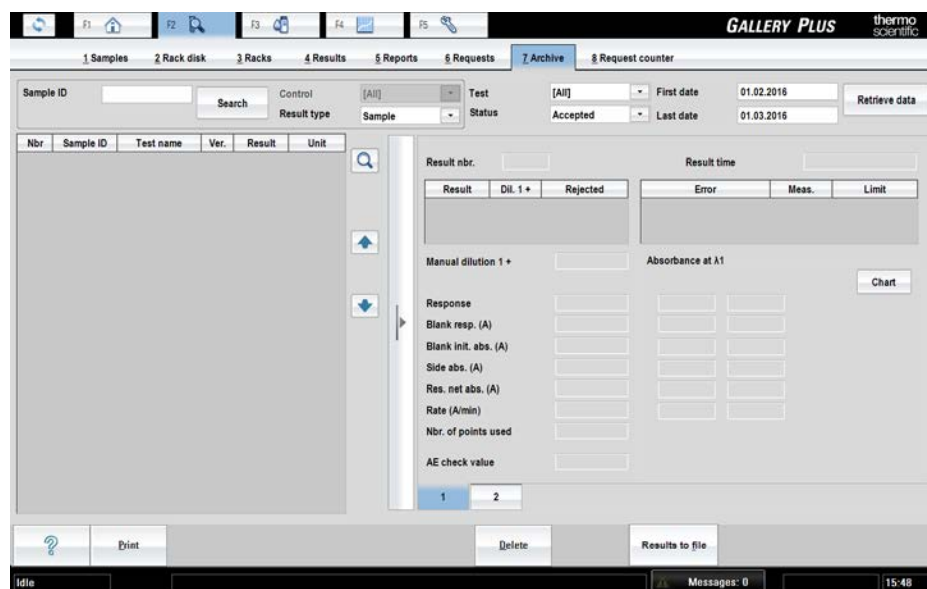 F1 F2 F3 F4 F5 GALLERY PLUS thermo scientific
1 Samples 2 Rack disk 3 Racks 4 Results 5 Reports 6 Requests 7 Archive 8 Request counter
Sample ID Search Control [All] Test [All] First date 01.02.2016 Retrieve data
Result type Sample Status Accepted Last date 01.03.2016
Nbr Sample ID Test name Ver. Result Unit
Result nbr. Result time
Result Dil. 1 + Rejected Error Meas. Limit
Manual dilution 1 + Absorbance at λ1
Chart
Response
Blank resp. (A)
Blank init. abs. (A)
Side abs. (A)
Res. net abs. (A)
Rate (A/min)
Nbr. of points used
AE check value
1 2
? Print Delete Results to file
Idle Messages: 0 15:48